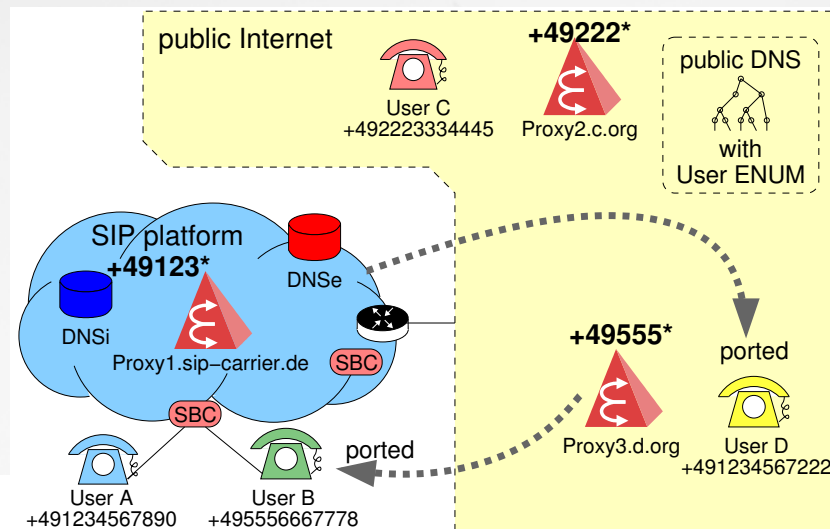 public Internet
+49222*
User C
+492223334445
Proxy2.c.org
public DNS
with
User ENUM
SIP platform
+49123*
DNSe
DNSi
Proxy1.sip−carrier.de
SBC
SBC
+49555*
ported
Proxy3.d.org
User D
+491234567222
ported
User A
+491234567890
User B
+495556667778